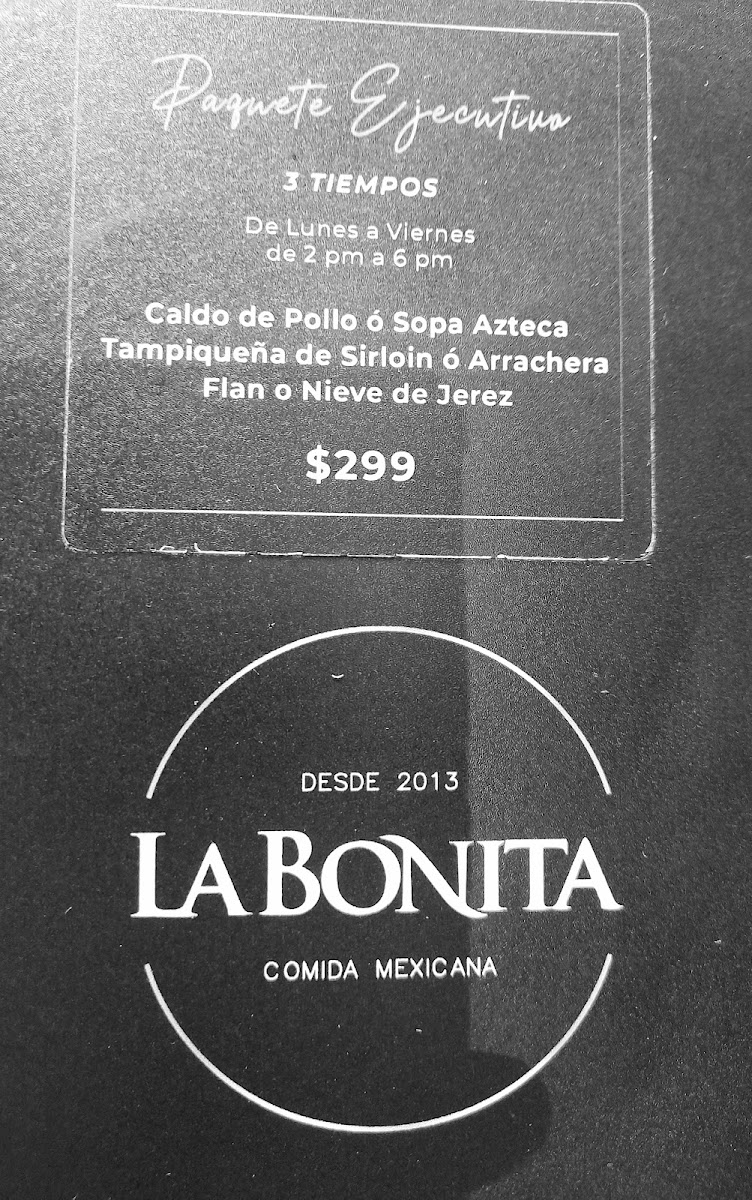 Paquete Ejecutivo
3 TIEMPOS
De Lunes a Viernes
de 2 pm a 6 pm
Caldo de Pollo ó Sopa Azteca
Tampiqueña de Sirloin ó Arrachera
Flan o Nieve de Jerez
$299
DESDE 2013
LA BONITA
COMIDA MEXICANA